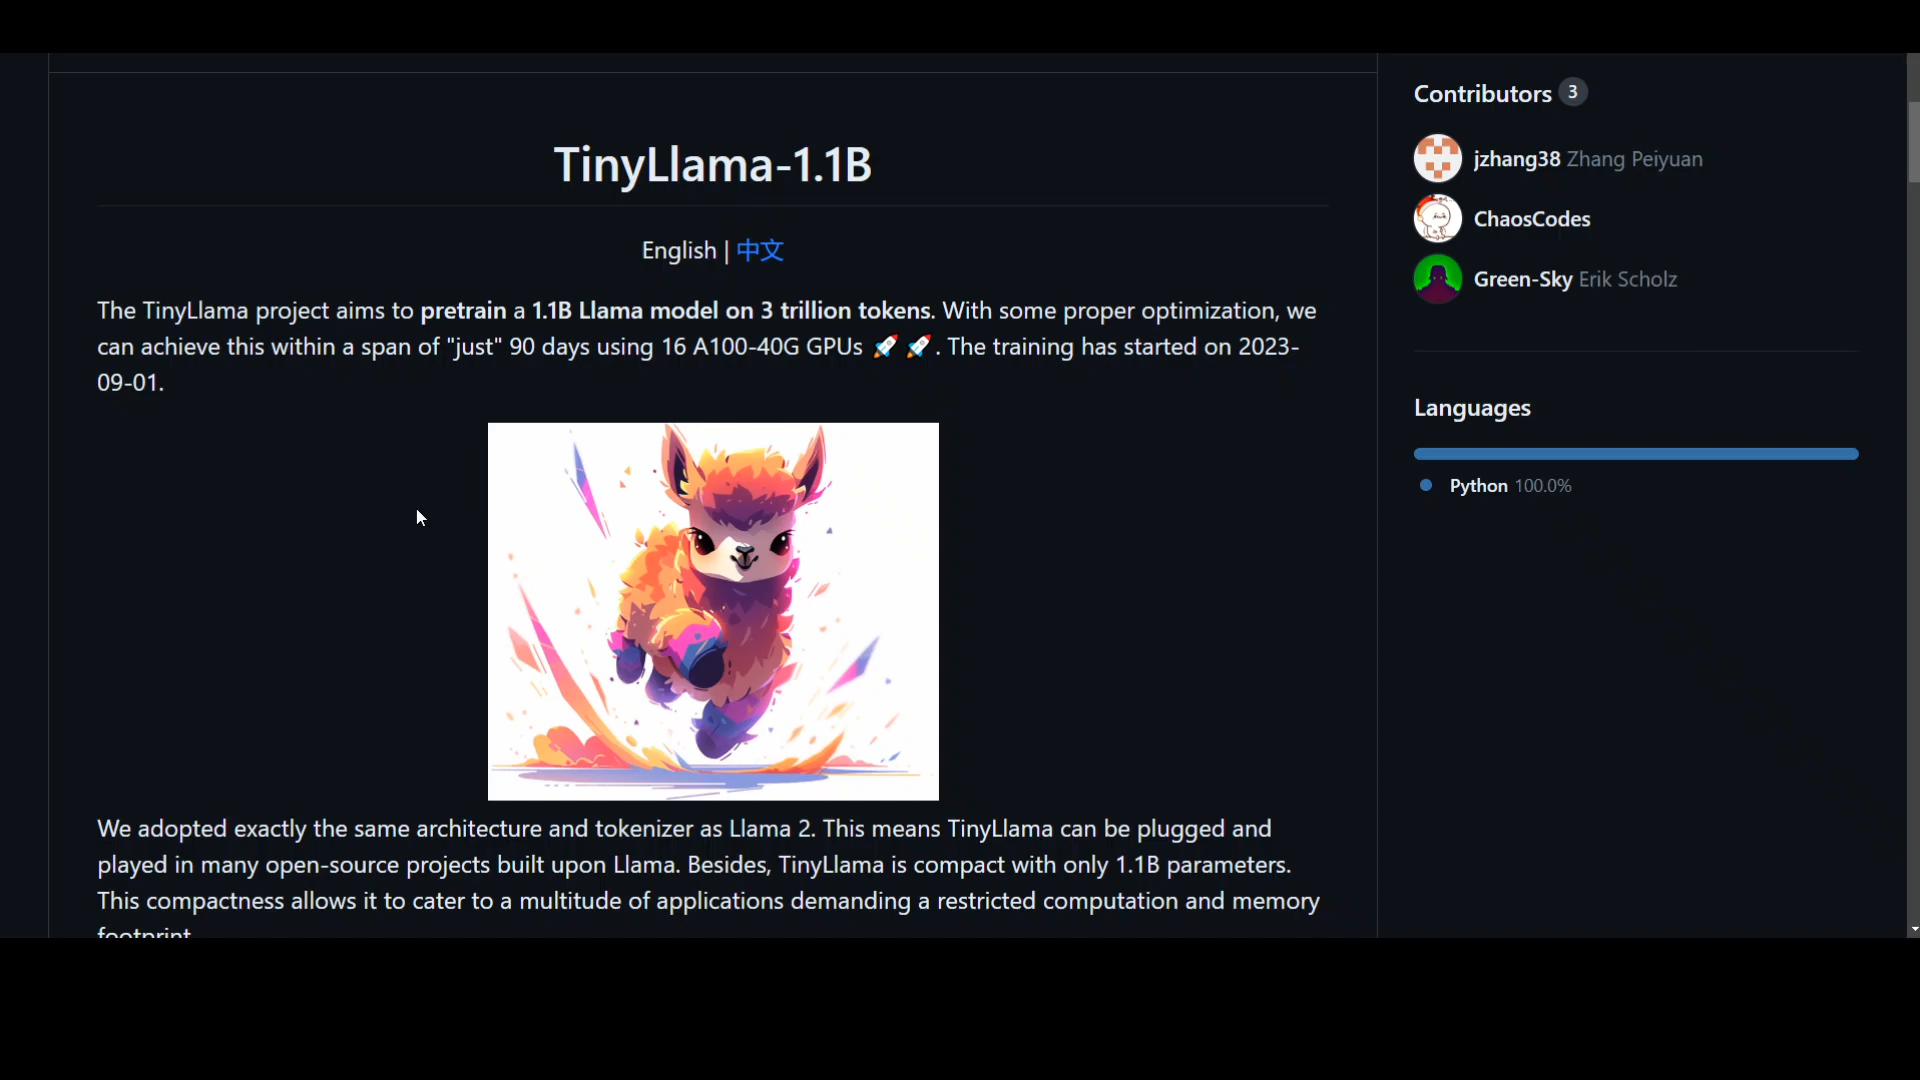 TinyLlama-1.1B
English | 中文
The TinyLlama project aims to pretrain a 1.1B Llama model on 3 trillion tokens. With some proper optimization, we
can achieve this within a span of "just" 90 days using 16 A100-40G GPUs 🚀🚀. The training has started on 2023-
09-01.
We adopted exactly the same architecture and tokenizer as Llama 2. This means TinyLlama can be plugged and
played in many open-source projects built upon Llama. Besides, TinyLlama is compact with only 1.1B parameters.
This compactness allows it to cater to a multitude of applications demanding a restricted computation and memory
footprint
Contributors 3
jzhang38 Zhang Peiyuan
ChaosCodes
Green-Sky Erik Scholz
Languages
Python 100.0%